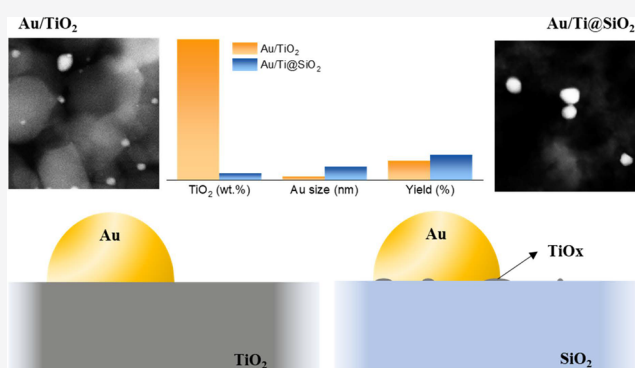 Au/TiO₂
Au/Ti@SiO₂
Au/TiO₂
Au/Ti@SiO₂
TiO₂ (wt.%)
Au size (nm)
Yield (%)
Au
Au
TiOx
TiO₂
SiO₂